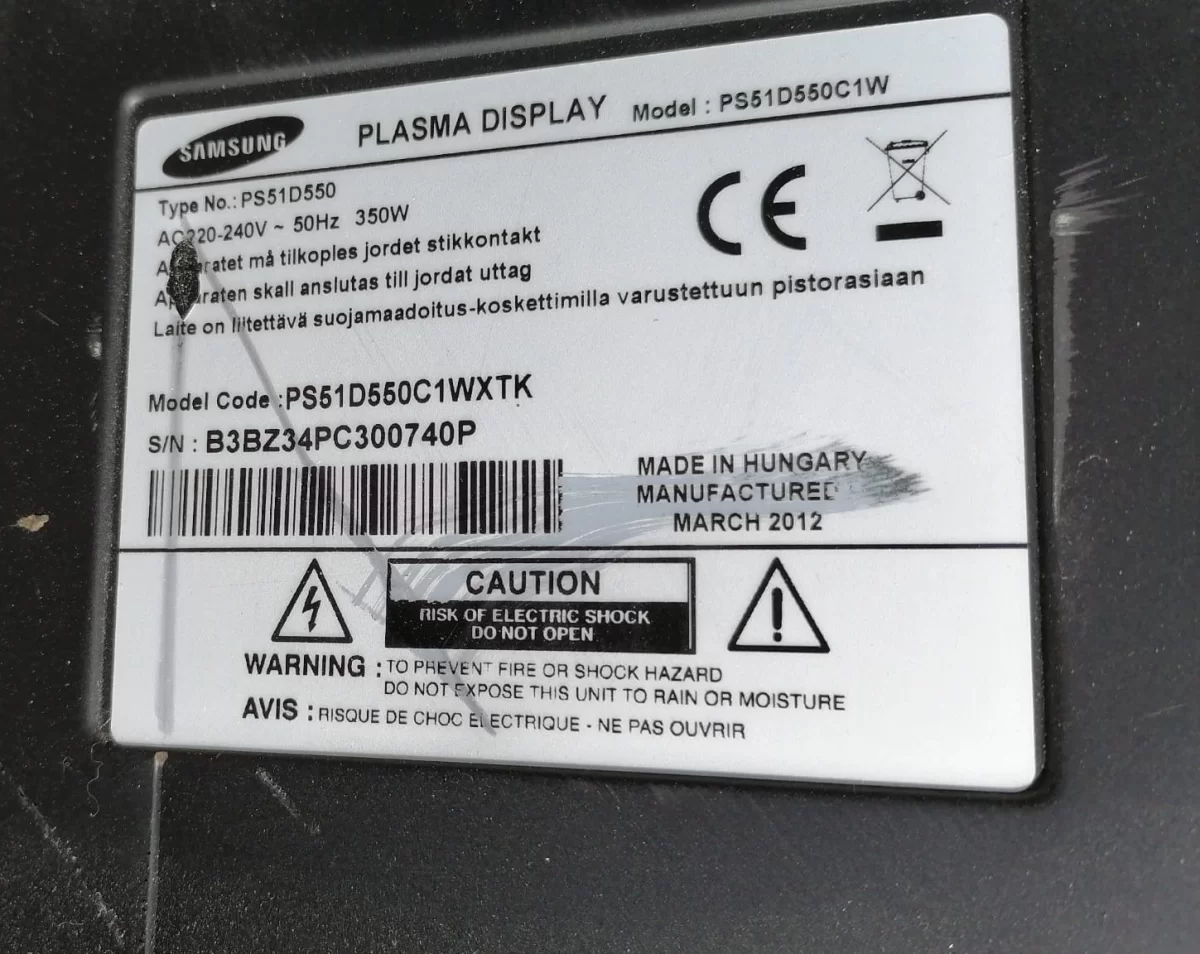 SAMSUNG PLASMA DISPLAY Model : PS51D550C1W
Type No.: PS51D550
AC220-240V ~ 50Hz 350W
Apparatet må tilkoples jordet stikkontakt
Apparaten skall anslutas till jordat uttag
Laite on liitettävä suojamaadoitus-koskettimilla varustettuun pistorasiaan
CE
Model Code :PS51D550C1WXTK
S/N : B3BZ34PC300740P
MADE IN HUNGARY
MANUFACTURED
MARCH 2012
CAUTION
RISK OF ELECTRIC SHOCK
DO NOT OPEN
WARNING : TO PREVENT FIRE OR SHOCK HAZARD
DO NOT EXPOSE THIS UNIT TO RAIN OR MOISTURE
AVIS : RISQUE DE CHOC ELECTRIQUE - NE PAS OUVRIR